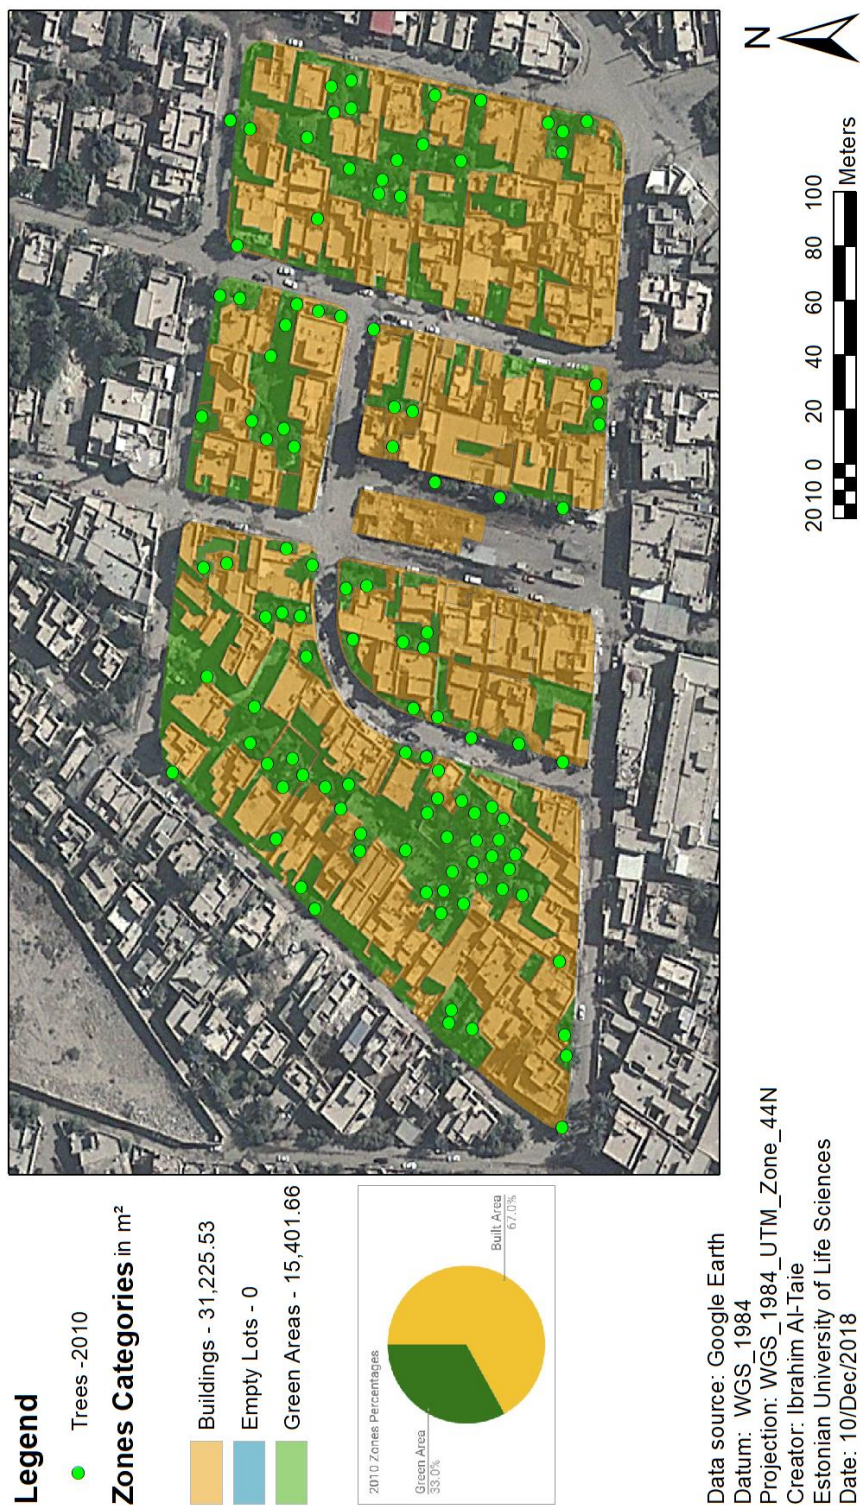 Legend
Trees -2010
Zones Categories in m²
Buildings - 31,225.53
Empty Lots - 0
Green Areas - 15,401.66
2010 Zones Percentages
Green Area
33.0%
Built Area
67.0%
Data source: Google Earth
Datum: WGS_1984
Projection: WGS_1984_UTM_Zone_44N
Creator: Ibrahim Al-Taie
Estonian University of Life Sciences
Date: 10/Dec/2018
20 10 0 20 40 60 80 100
Meters
N